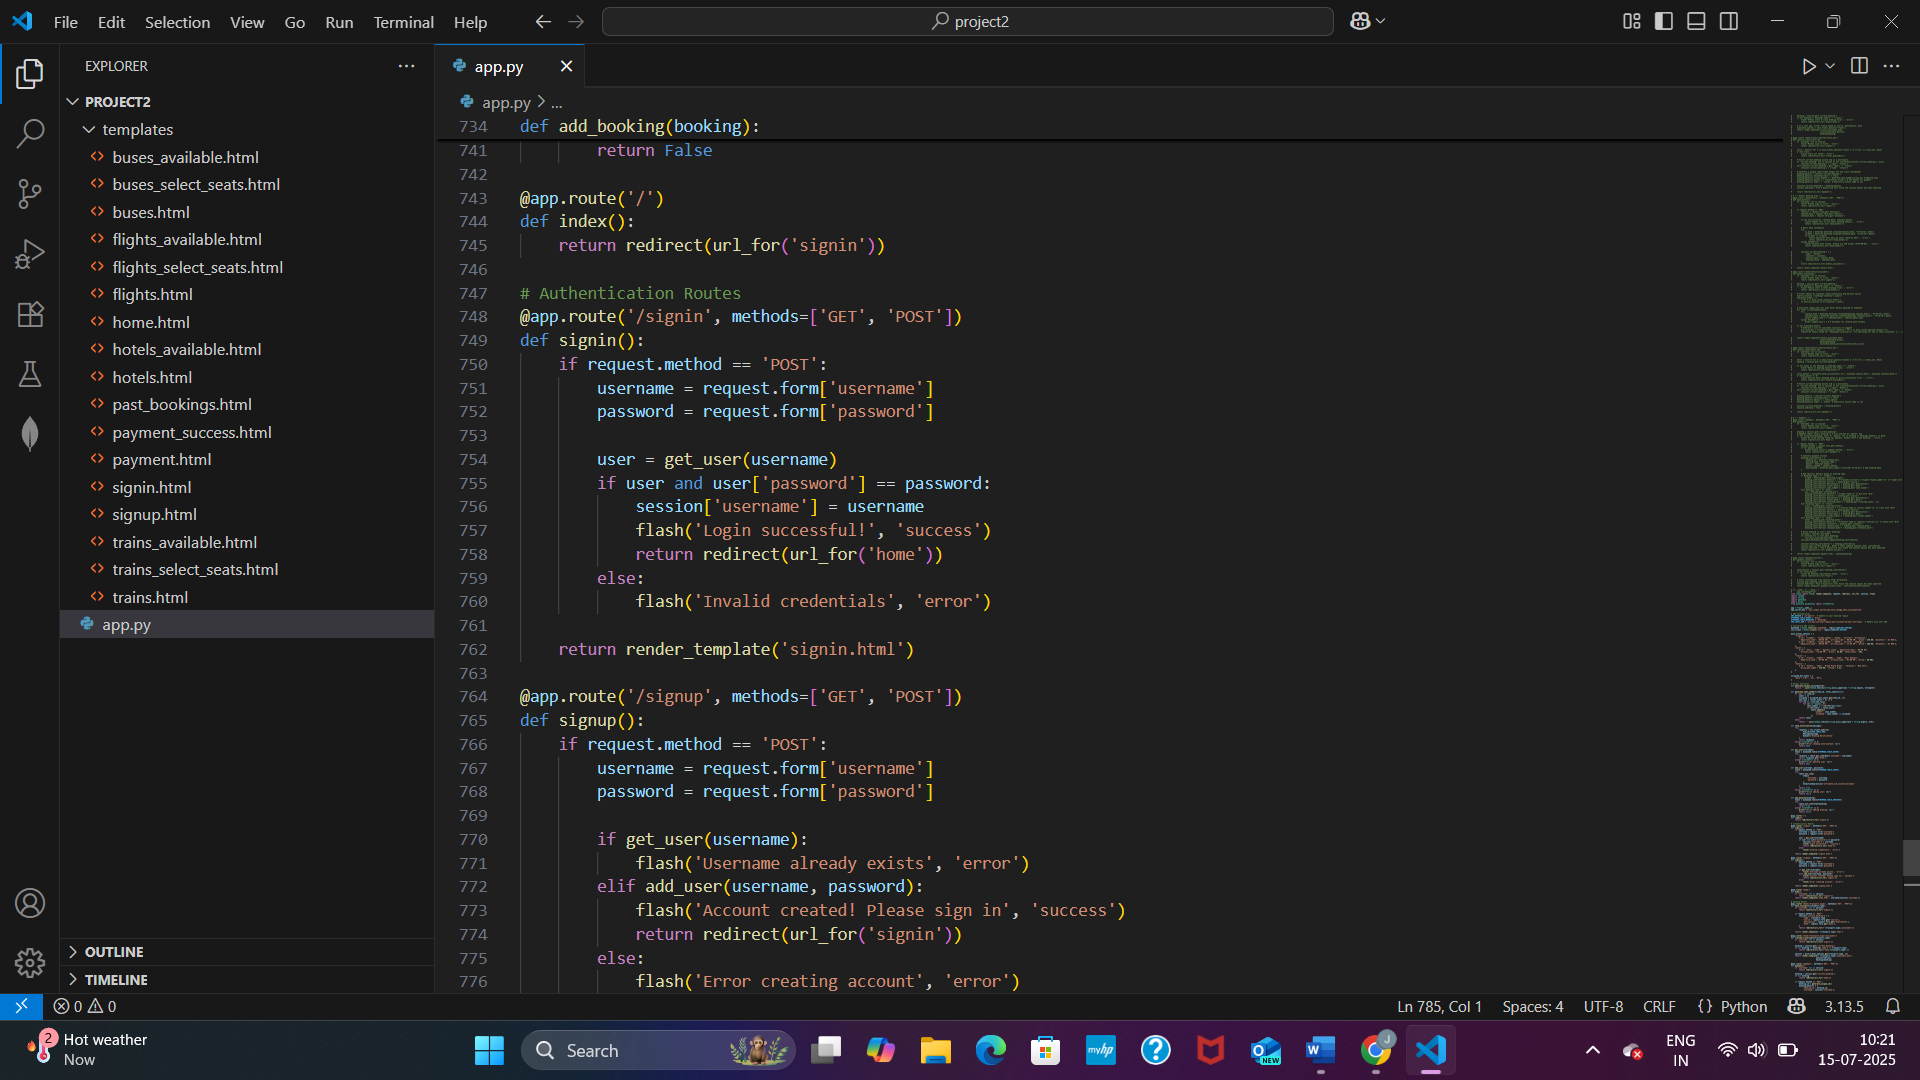 File Edit Selection View Go Run Terminal Help
project2
EXPLORER
PROJECT2
templates
buses_available.html
buses_select_seats.html
buses.html
flights_available.html
flights_select_seats.html
flights.html
home.html
hotels_available.html
hotels.html
past_bookings.html
payment_success.html
payment.html
signin.html
signup.html
trains_available.html
trains_select_seats.html
trains.html
app.py
OUTLINE
TIMELINE
app.py
app.py > ...
734 def add_booking(booking):
741 return False
742
743 @app.route('/')
744 def index():
745 return redirect(url_for('signin'))
746
747 # Authentication Routes
748 @app.route('/signin', methods=['GET', 'POST'])
749 def signin():
750 if request.method == 'POST':
751 username = request.form['username']
752 password = request.form['password']
753
754 user = get_user(username)
755 if user and user['password'] == password:
756 session['username'] = username
757 flash('Login successful!', 'success')
758 return redirect(url_for('home'))
759 else:
760 flash('Invalid credentials', 'error')
761
762 return render_template('signin.html')
763
764 @app.route('/signup', methods=['GET', 'POST'])
765 def signup():
766 if request.method == 'POST':
767 username = request.form['username']
768 password = request.form['password']
769
770 if get_user(username):
771 flash('Username already exists', 'error')
772 elif add_user(username, password):
773 flash('Account created! Please sign in', 'success')
774 return redirect(url_for('signin'))
775 else:
776 flash('Error creating account', 'error')
0 0
Ln 785, Col 1 Spaces: 4 UTF-8 CRLF {} Python 3.13.5
2
Hot weather
Now
Search
myhp
NEW
W
J
ENG
IN
10:21
15-07-2025